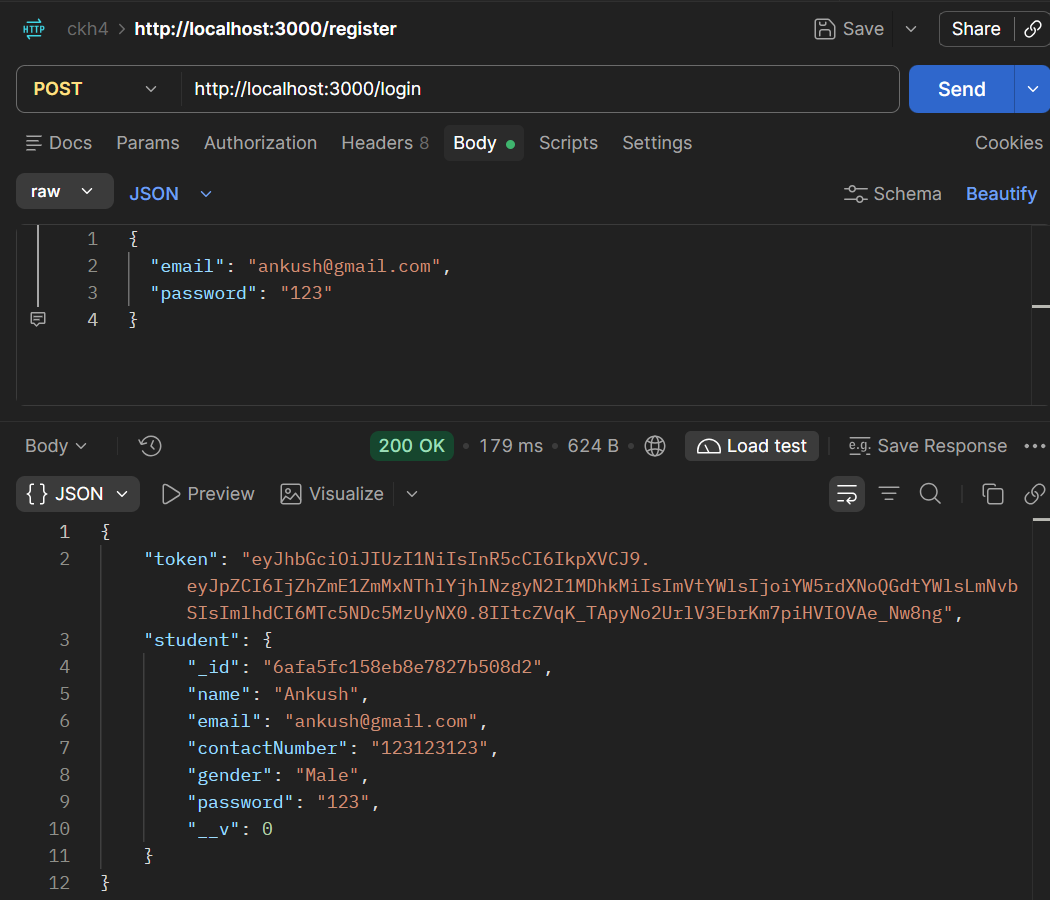 HTTP ckh4 > http://localhost:3000/register Save Share
POST http://localhost:3000/login Send
Docs Params Authorization Headers 8 Body Scripts Settings Cookies
raw JSON Schema Beautify
1 {
2 "email": "ankush@gmail.com",
3 "password": "123"
4 }
Body 200 OK • 179 ms • 624 B • Load test e.g. Save Response
{} JSON Preview Visualize
1 {
2 "token": "eyJhbGciOiJIUzI1NiIsInR5cCI6IkpXVCJ9.
eyJpZCI6IjZhZmE1ZmMxNThlYjhlNzgyN2I1MDhkMiIsImVtYWlsIjoiYW5rdXNoQGdtYWlsLmNvb
SIsImlhdCI6MTc5NDc5MzUyNX0.8IItcZVqK_TApyNo2UrlV3EbrKm7piHVIOVAe_Nw8ng",
3 "student": {
4 "_id": "6afa5fc158eb8e7827b508d2",
5 "name": "Ankush",
6 "email": "ankush@gmail.com",
7 "contactNumber": "123123123",
8 "gender": "Male",
9 "password": "123",
10 "__v": 0
11 }
12 }